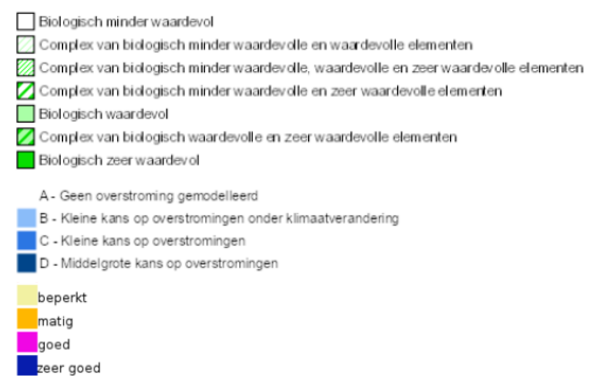 Biologisch minder waardevol
Complex van biologisch minder waardevolle en waardevolle elementen
Complex van biologisch minder waardevolle, waardevolle en zeer waardevolle elementen
Complex van biologisch minder waardevolle en zeer waardevolle elementen
Biologisch waardevol
Complex van biologisch waardevolle en zeer waardevolle elementen
Biologisch zeer waardevol
A - Geen overstroming gemodelleerd
B - Kleine kans op overstromingen onder klimaatverandering
C - Kleine kans op overstromingen
D - Middelgrote kans op overstromingen
beperkt
matig
goed
zeer goed